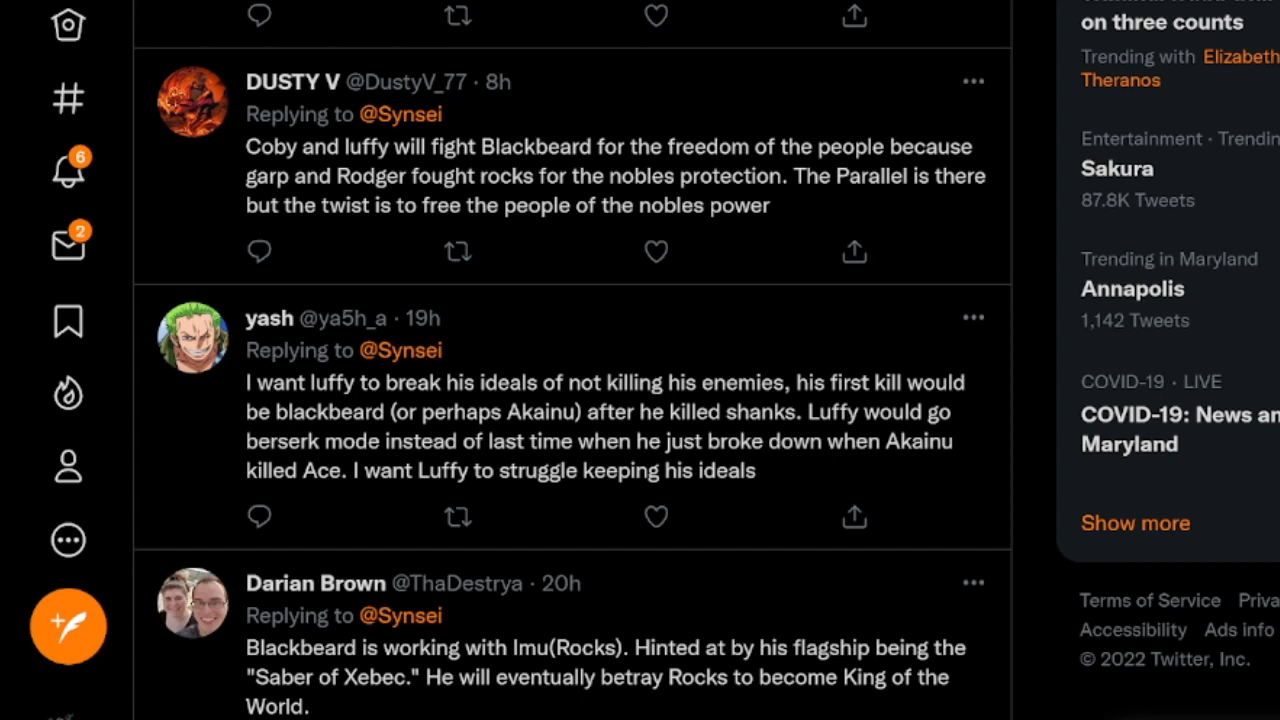 DUSTY V @DustyV_77 · 8h
Replying to @Synsei
Coby and luffy will fight Blackbeard for the freedom of the people because
garp and Rodger fought rocks for the nobles protection. The Parallel is there
but the twist is to free the people of the nobles power
yash @ya5h_a · 19h
Replying to @Synsei
I want luffy to break his ideals of not killing his enemies, his first kill would
be blackbeard (or perhaps Akainu) after he killed shanks. Luffy would go
berserk mode instead of last time when he just broke down when Akainu
killed Ace. I want Luffy to struggle keeping his ideals
Darian Brown @ThaDestrya · 20h
Replying to @Synsei
Blackbeard is working with Imu(Rocks). Hinted at by his flagship being the
"Saber of Xebec." He will eventually betray Rocks to become King of the
World.
6
2
on three counts
Trending with Elizabeth
Theranos
Entertainment · Trendin
Sakura
87.8K Tweets
Trending in Maryland
Annapolis
1,142 Tweets
COVID-19 · LIVE
COVID-19: News an
Maryland
Show more
Terms of Service Priva
Accessibility Ads info
© 2022 Twitter, Inc.